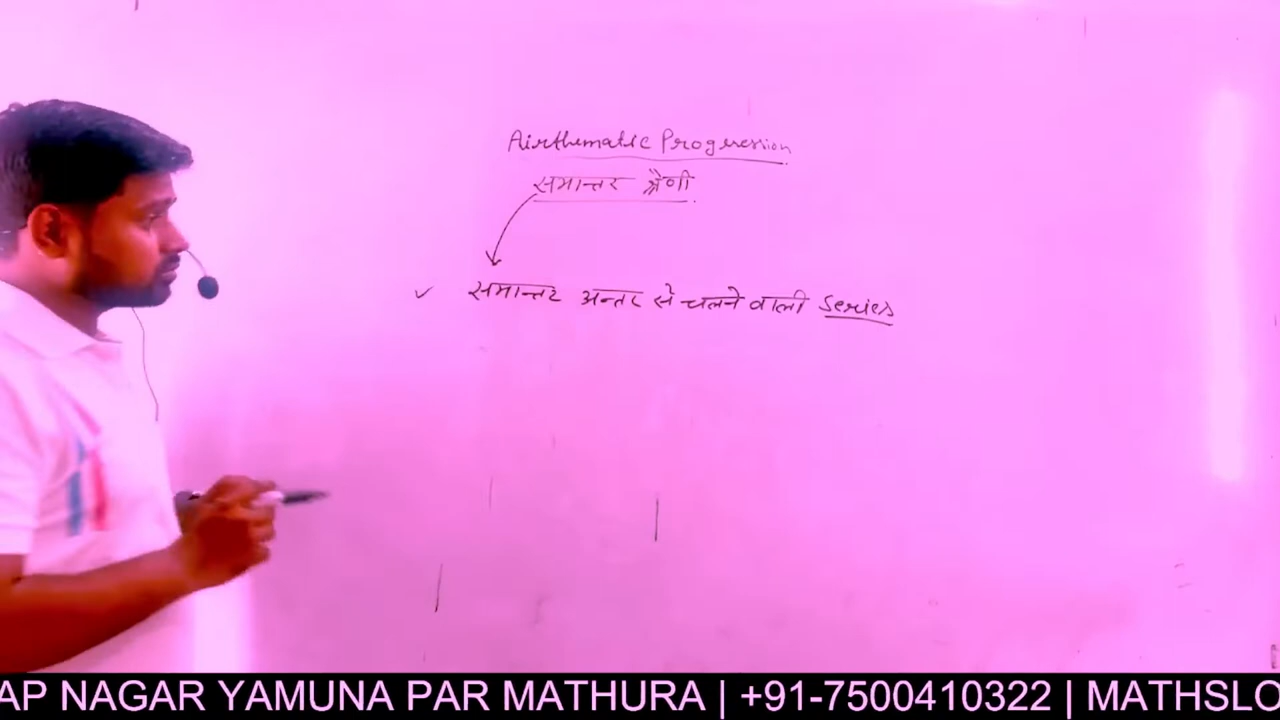 Airthematic Progression
समान्तर श्रेणी
समान्तर अन्तर से चलने वाली series
AP NAGAR YAMUNA PAR MATHURA | +91-7500410322 | MATHSLO